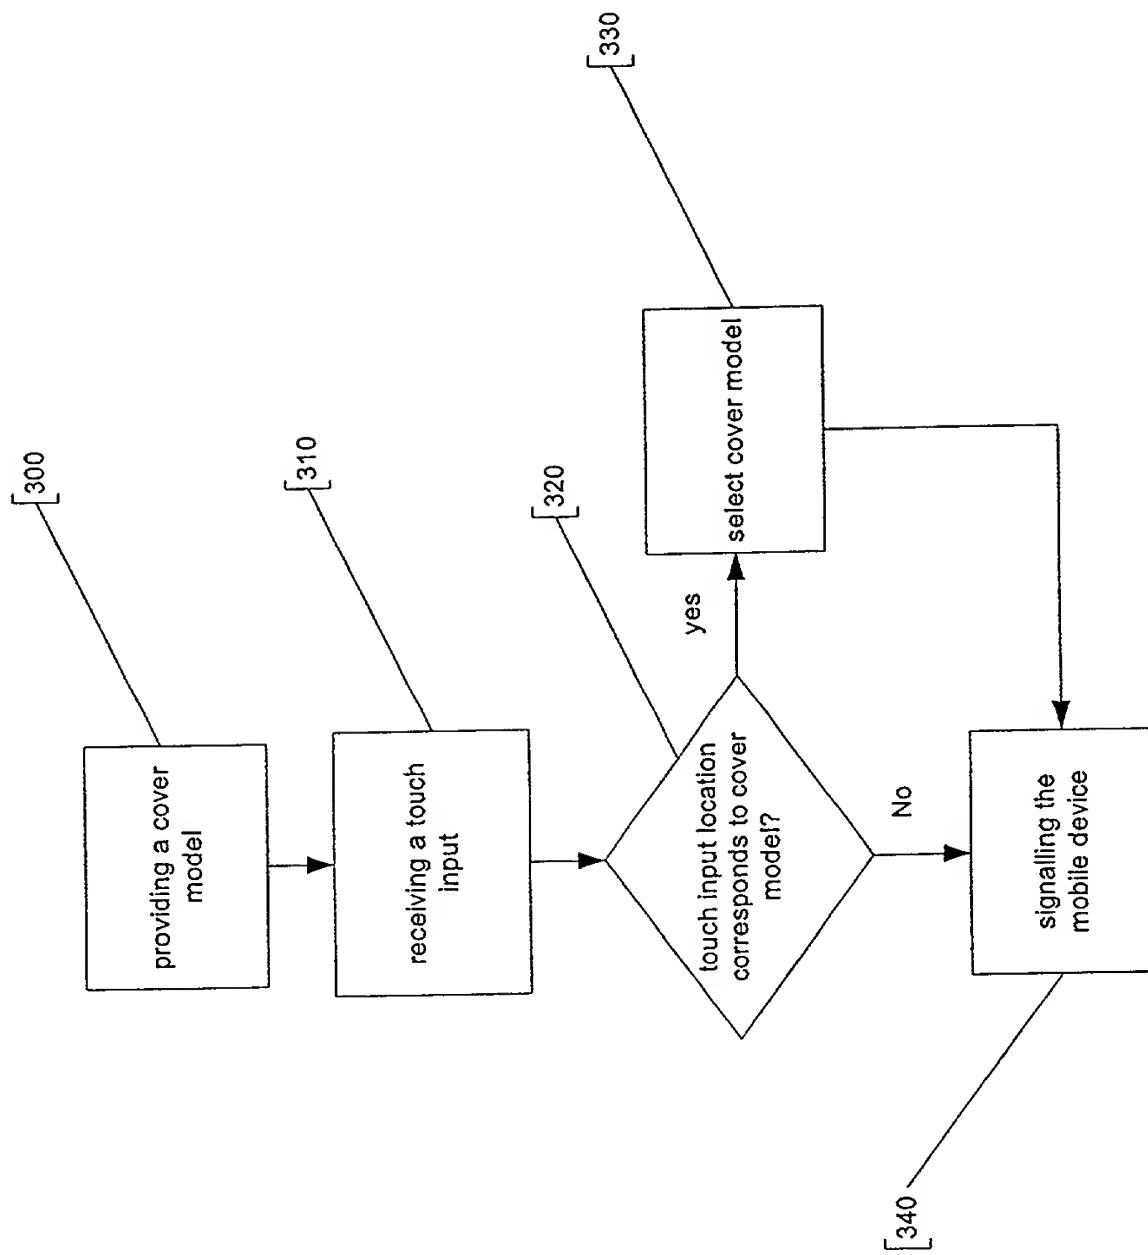 [300]
providing a cover
model
[310]
receiving a touch
input
[320]
touch input location
corresponds to cover
model?
yes
[330]
select cover model
No
signalling the
mobile device
[340]